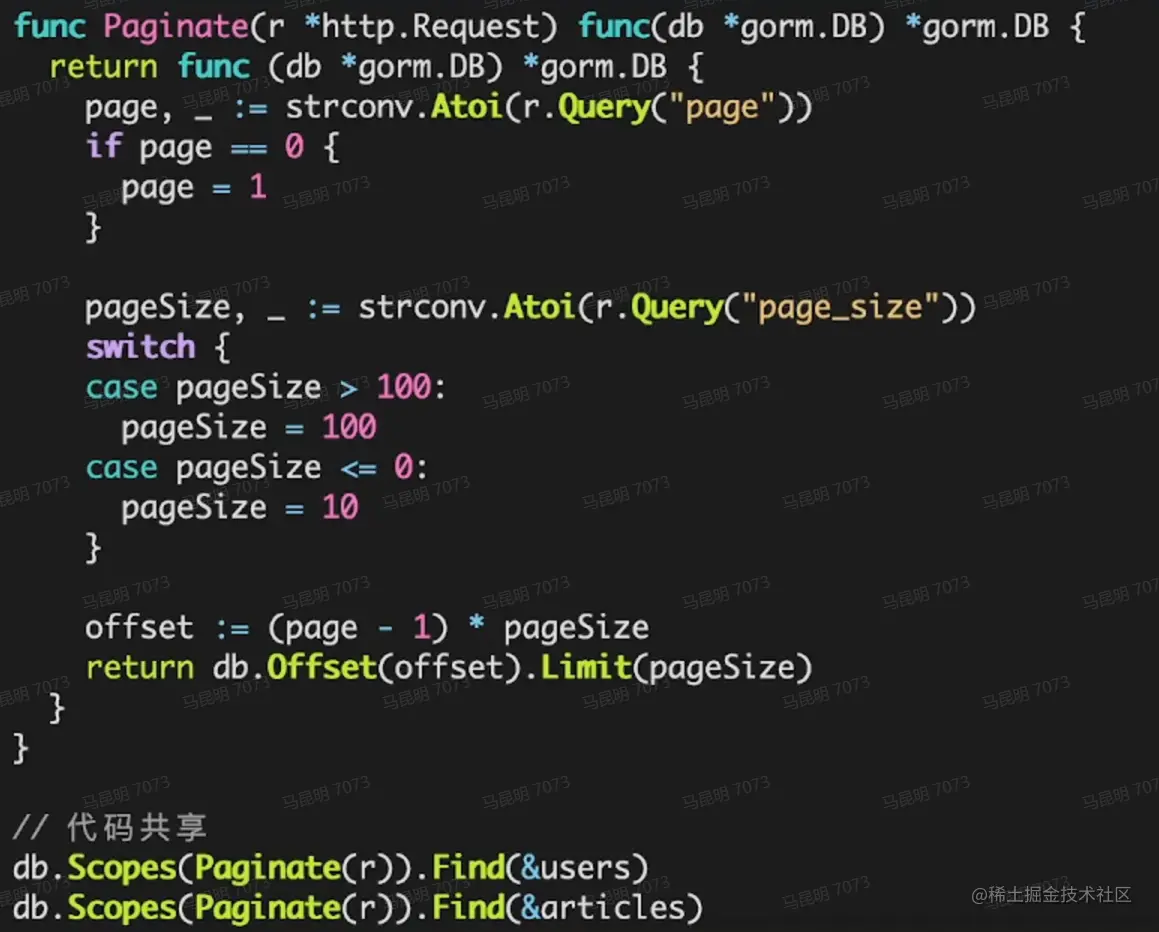 func Paginate(r *http.Request) func(db *gorm.DB) *gorm.DB {
  return func (db *gorm.DB) *gorm.DB {
    page, _ := strconv.Atoi(r.Query("page"))
    if page == 0 {
      page = 1
    }

    pageSize, _ := strconv.Atoi(r.Query("page_size"))
    switch {
    case pageSize > 100:
      pageSize = 100
    case pageSize <= 0:
      pageSize = 10
    }

    offset := (page - 1) * pageSize
    return db.Offset(offset).Limit(pageSize)
  }
}

// 代码共享
db.Scopes(Paginate(r)).Find(&users)
db.Scopes(Paginate(r)).Find(&articles)
@稀土掘金技术社区
马昆明 7073